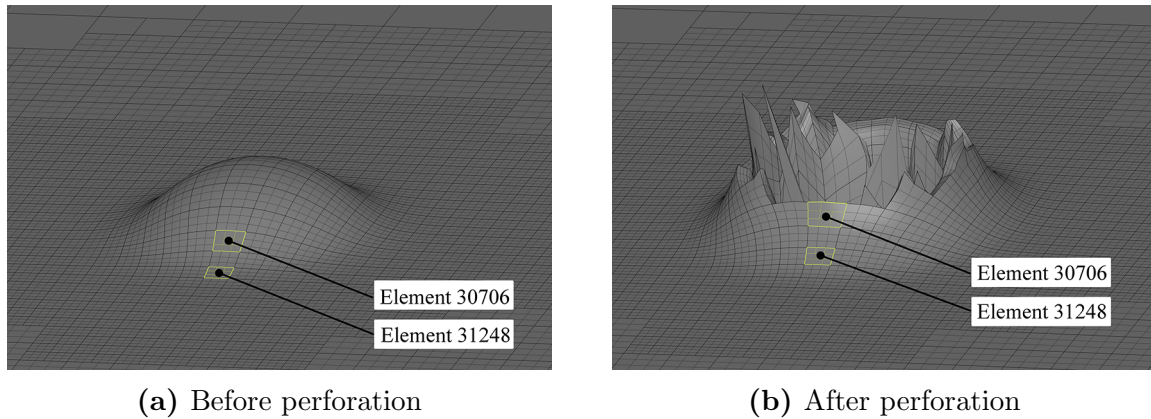 Element 30706
Element 31248
Element 30706
Element 31248
(a) Before perforation
(b) After perforation